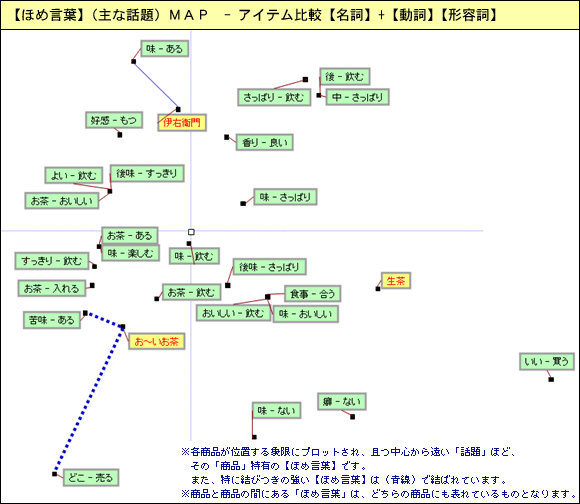 【ほめ言葉】（主な話題）ＭＡＰ －アイテム比較【名詞】+【動詞】【形容詞】
味－ある
後－飲む
さっぱり－飲む
中－さっぱり
好感－もつ
伊右衛門
香り－良い
よい－飲む
後味－すっきり
お茶－おいしい
味－さっぱり
お茶－ある
味－楽しむ
味－飲む
すっきり－飲む
後味－さっぱり
生茶
お茶－入れる
お茶－飲む
食事－合う
おいしい－飲む
味－おいしい
苦味－ある
お～いお茶
いい－買う
味－ない
癖－ない
どこ－売る
※各商品が位置する象限にプロットされ、且つ中心から遠い「話題」ほど、
その「商品」特有の【ほめ言葉】です。
また、特に結びつきの強い【ほめ言葉】は（青線）で結ばれています。
※商品と商品の間にある「ほめ言葉」は、どちらの商品にも表れているものとなります。